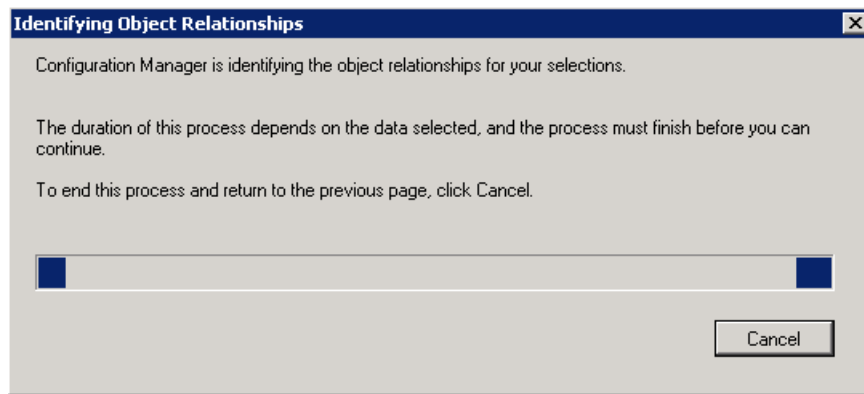 Identifying Object Relationships
Configuration Manager is identifying the object relationships for your selections.
The duration of this process depends on the data selected, and the process must finish before you can
continue.
To end this process and return to the previous page, click Cancel.
Cancel